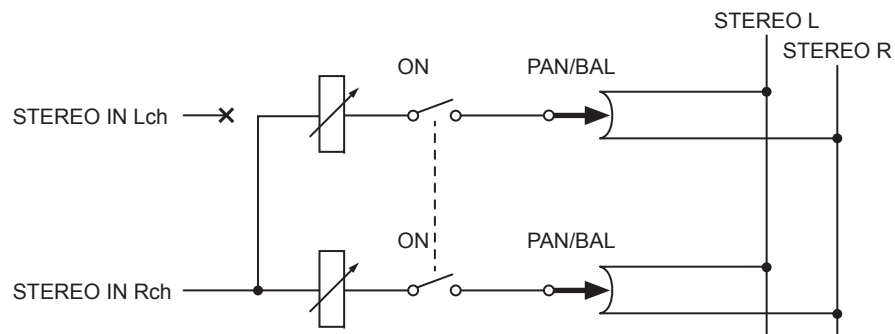 STEREO L
STEREO R
ON
PAN/BAL
STEREO IN Lch
ON
PAN/BAL
STEREO IN Rch